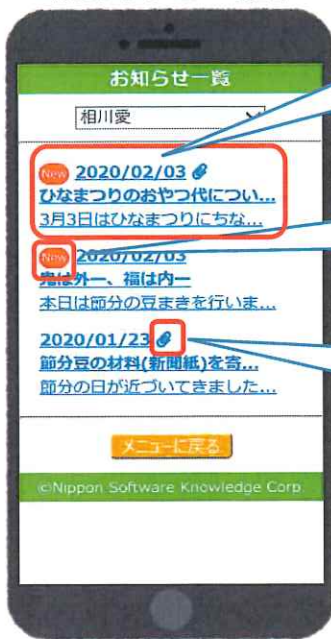 お知らせ一覧
相川愛
New 2020/02/03
ひなまつりのおやつ代につい...
3月3日はひなまつりにちな...
New 2020/02/03
鬼は外ー、福は内ー
本日は節分の豆まきを行いま...
2020/01/23
節分豆の材料(新聞紙)を寄...
節分の日が近づいてきました...
メニューに戻る
©Nippon Software Knowledge Corp.